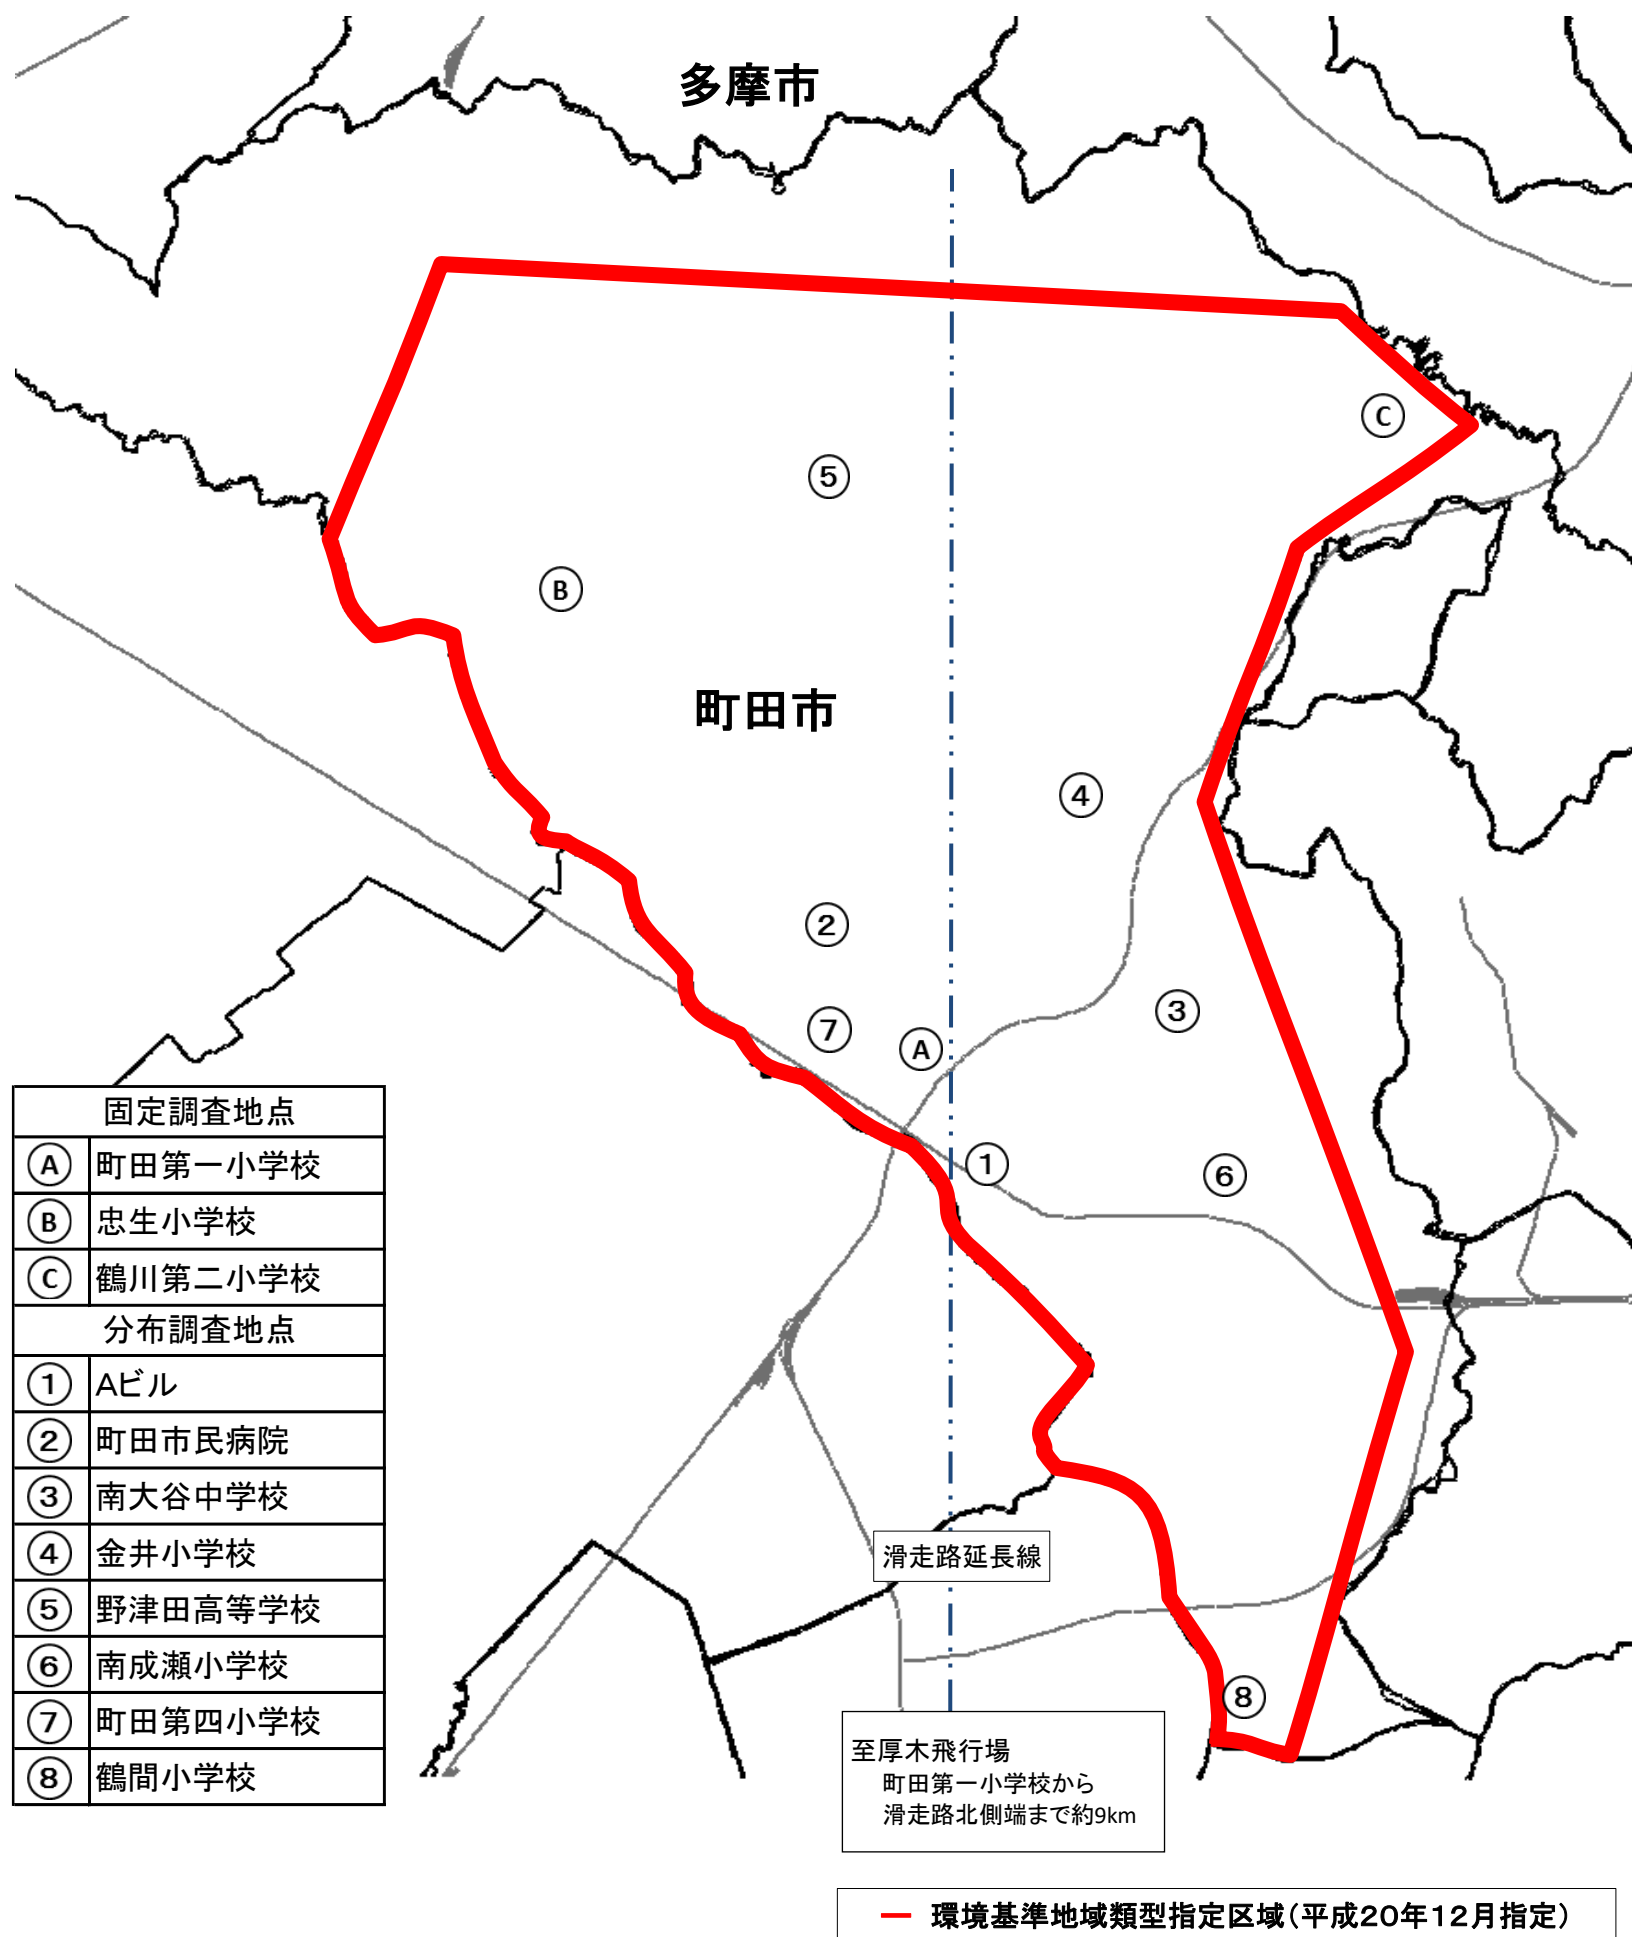 多摩市
C
5
B
町田市
4
2
3
7
A
1
6
固定調査地点
A 町田第一小学校
B 忠生小学校
C 鶴川第二小学校
分布調査地点
1 Aビル
2 町田市民病院
3 南大谷中学校
4 金井小学校
5 野津田高等学校
6 南成瀬小学校
7 町田第四小学校
8 鶴間小学校
滑走路延長線
8
至厚木飛行場
町田第一小学校から
滑走路北側端まで約9km
環境基準地域類型指定区域(平成20年12月指定)